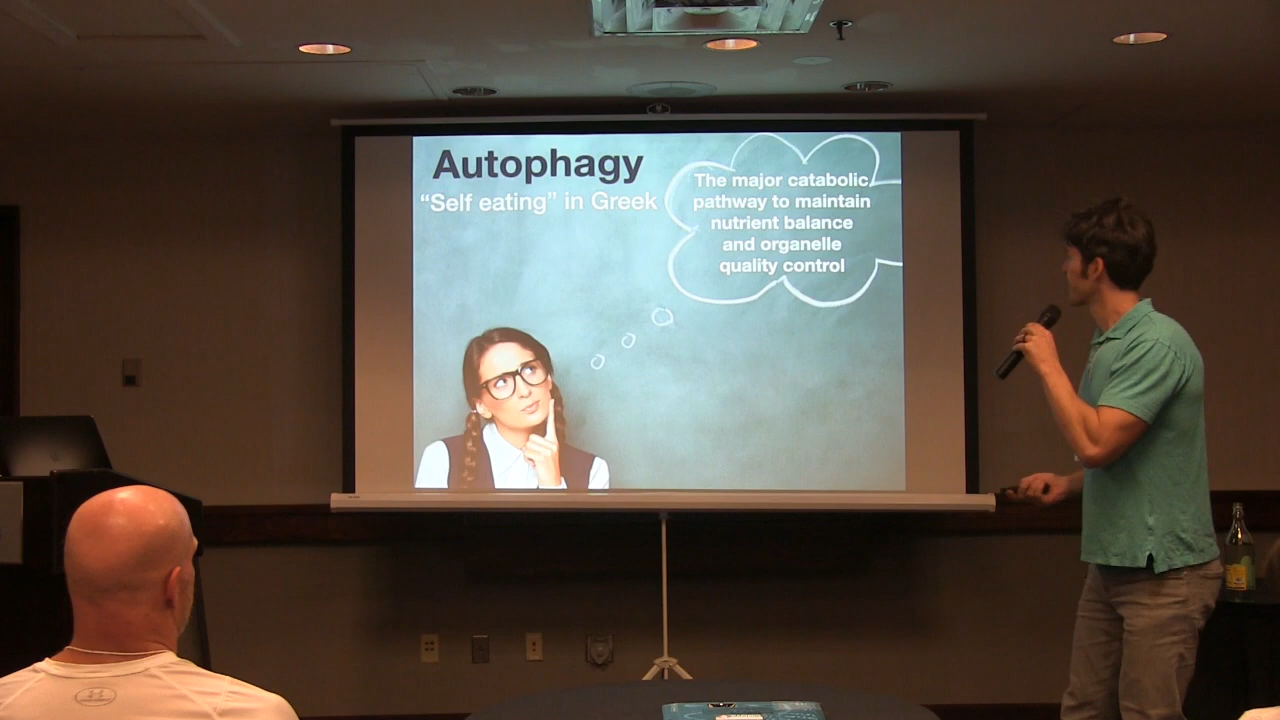 Autophagy
“Self eating” in Greek
The major catabolic
pathway to maintain
nutrient balance
and organelle
quality control